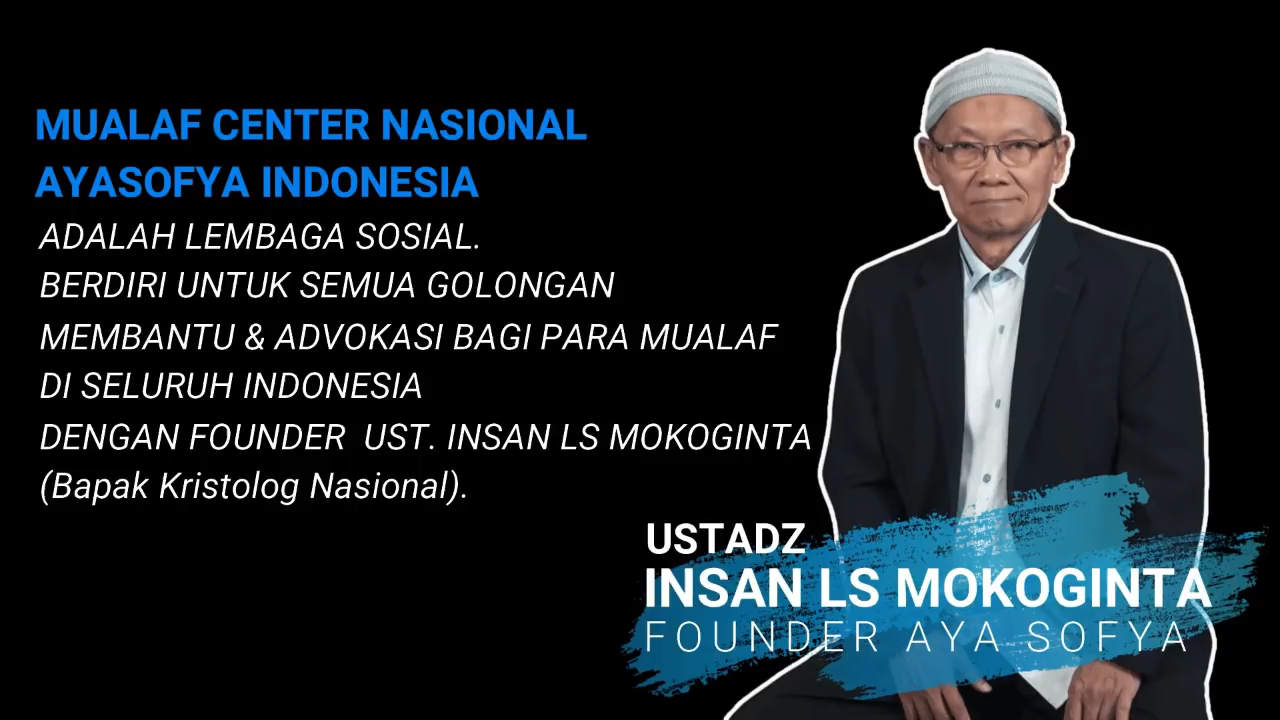 MUALAF CENTER NASIONAL
AYASOFYA INDONESIA
ADALAH LEMBAGA SOSIAL.
BERDIRI UNTUK SEMUA GOLONGAN
MEMBANTU & ADVOKASI BAGI PARA MUALAF
DI SELURUH INDONESIA
DENGAN FOUNDER UST. INSAN LS MOKOGINTA
(Bapak Kristolog Nasional).
USTADZ
INSAN LS MOKOGINTA
FOUNDER AYA SOFYA